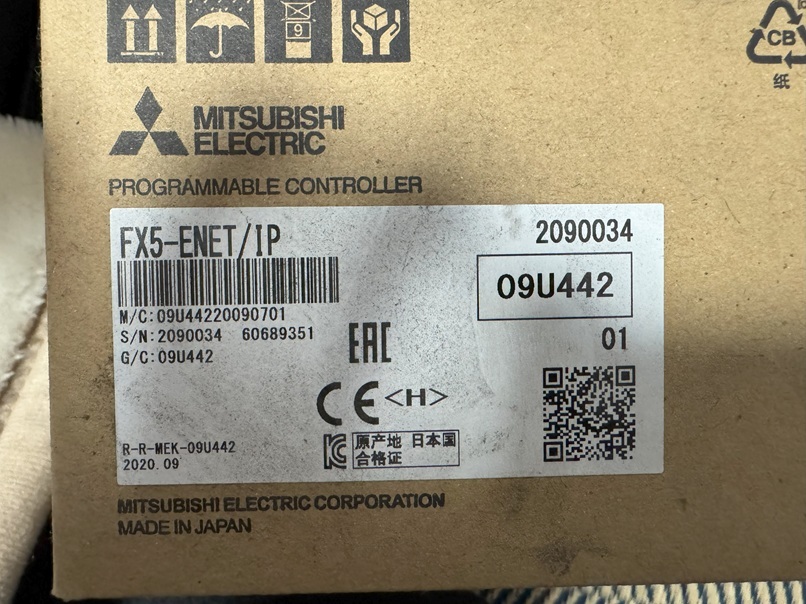 9
CB
纸
MITSUBISHI
ELECTRIC
PROGRAMMABLE CONTROLLER
FX5-ENET/IP
2090034
09U442
M/C:09U44220090701
S/N:2090034 60689351
G/C:09U442
EAC
01
CE <H>
R-R-MEK-09U442
2020.09
原产地 日本国
合格证
MITSUBISHI ELECTRIC CORPORATION
MADE IN JAPAN